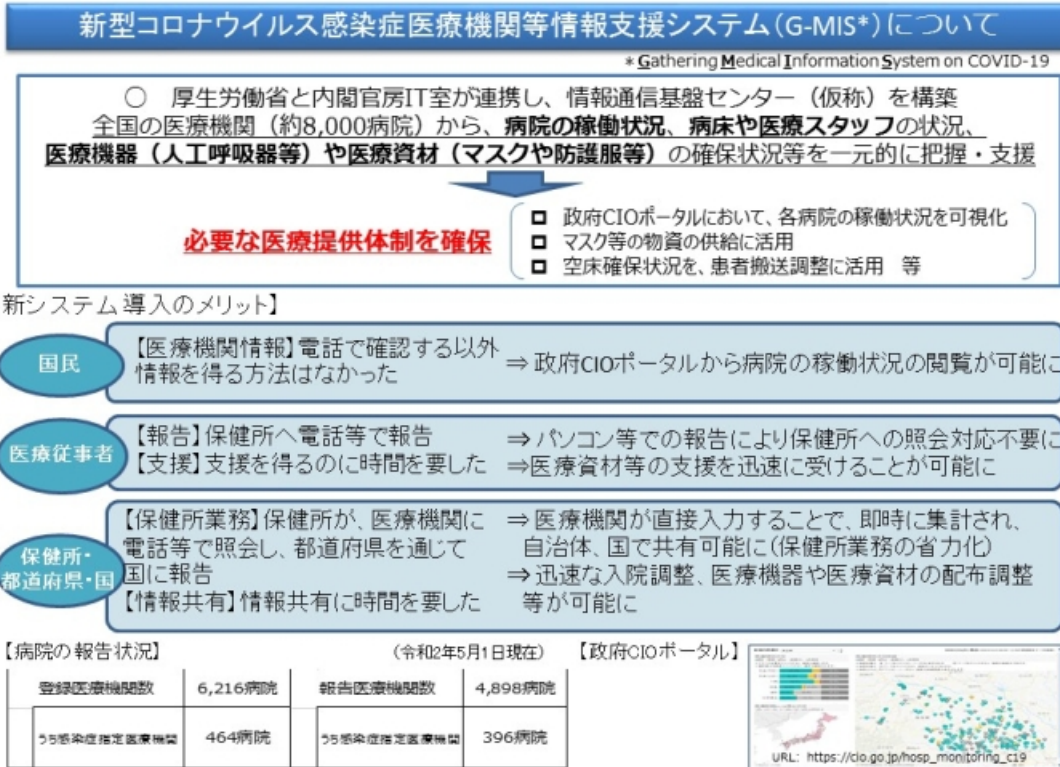 新型コロナウイルス感染症医療機関等情報支援システム(G-MIS*)について
*Gathering Medical Information System on COVID-19
○ 厚生労働省と内閣官房IT室が連携し、情報通信基盤センター(仮称)を構築
全国の医療機関(約8,000病院)から、病院の稼働状況、病床や医療スタッフの状況、
医療機器(人工呼吸器等)や医療資材(マスクや防護服等)の確保状況等を一元的に把握・支援
必要な医療提供体制を確保
□ 政府CIOポータルにおいて、各病院の稼働状況を可視化
□ マスク等の物資の供給に活用
□ 空床確保状況を、患者搬送調整に活用 等
新システム導入のメリット】
国民
【医療機関情報】電話で確認する以外
情報を得る方法はなかった
⇒政府CIOポータルから病院の稼働状況の閲覧が可能に
医療従事者
【報告】保健所へ電話等で報告
【支援】支援を得るのに時間を要した
⇒パソコン等での報告により保健所への照会対応不要に
⇒医療資材等の支援を迅速に受けることが可能に
保健所・
都道府県・国
【保健所業務】保健所が、医療機関に
電話等で照会し、都道府県を通じて
国に報告
【情報共有】情報共有に時間を要した
⇒医療機関が直接入力することで、即時に集計され、
自治体、国で共有可能に(保健所業務の省力化)
⇒迅速な入院調整、医療機器や医療資材の配布調整
等が可能に
【病院の報告状況】
(令和2年5月1日現在)
登録医療機関数 6,216病院 報告医療機関数 4,898病院
うち感染症指定医療機関 464病院 うち感染症指定医療機関 396病院
【政府CIOポータル】
URL: https://cio.go.jp/hosp_monitoring_c19